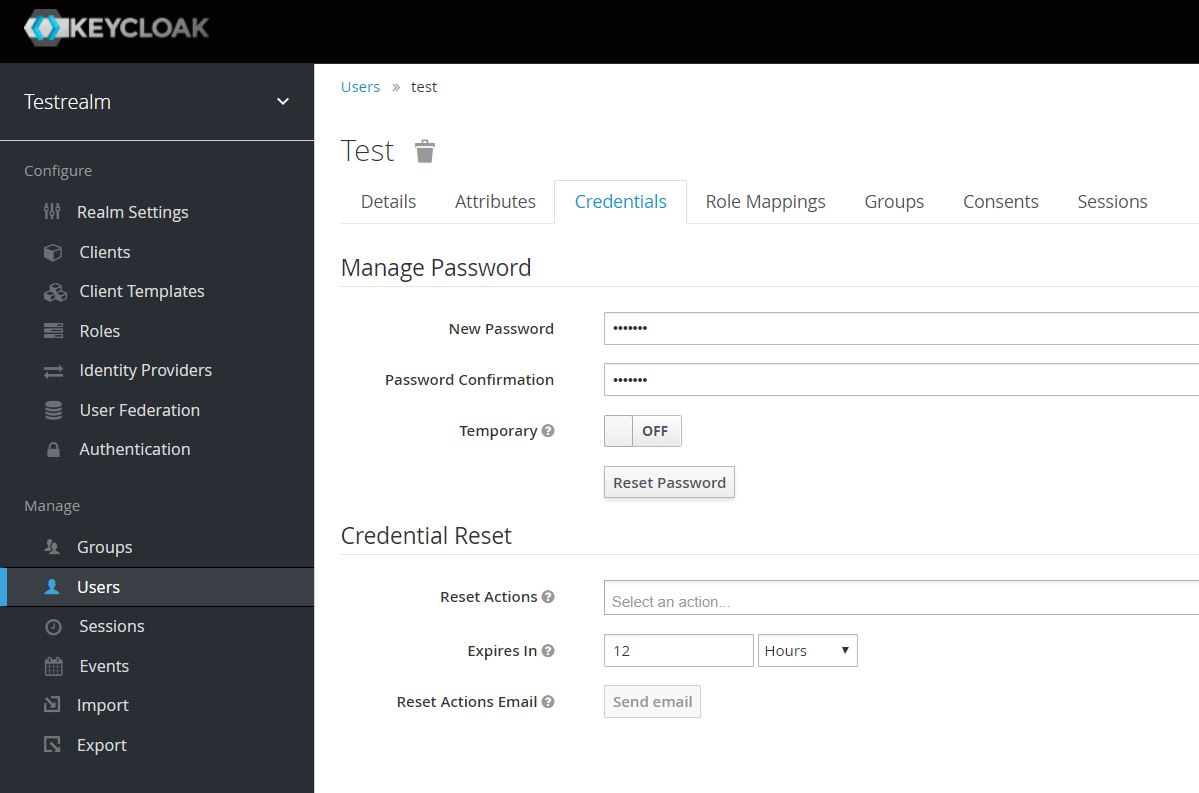 KEYCLOAK
Testrealm
Configure
Realm Settings
Clients
Client Templates
Roles
Identity Providers
User Federation
Authentication
Manage
Groups
Users
Sessions
Events
Import
Export
Users » test
Test
Details Attributes Credentials Role Mappings Groups Consents Sessions
Manage Password
New Password •••••••
Password Confirmation •••••••
Temporary OFF
Reset Password
Credential Reset
Reset Actions Select an action...
Expires In 12 Hours
Reset Actions Email Send email